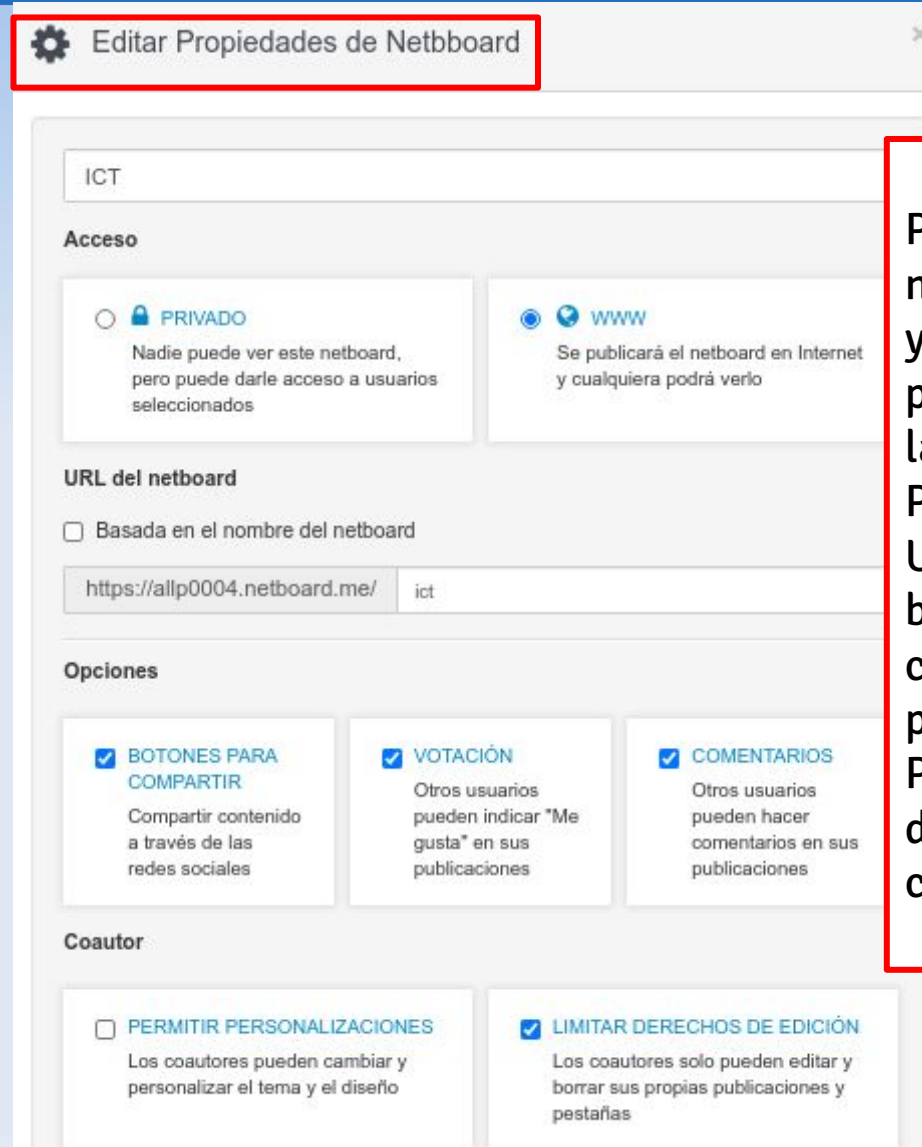 Editar Propiedades de Netbboard
ICT
Acceso
PRIVADO
Nadie puede ver este netboard,
pero puede darle acceso a usuarios
seleccionados
WWW
Se publicará el netboard en Internet
y cualquiera podrá verlo
URL del netboard
Basada en el nombre del netboard
https://allp0004.netboard.me/ ict
Opciones
BOTONES PARA
COMPARTIR
Compartir contenido
a través de las
redes sociales
VOTACIÓN
Otros usuarios
pueden indicar "Me
gusta" en sus
publicaciones
COMENTARIOS
Otros usuarios
pueden hacer
comentarios en sus
publicaciones
Coautor
PERMITIR PERSONALIZACIONES
Los coautores pueden cambiar y
personalizar el tema y el diseño
LIMITAR DERECHOS DE EDICIÓN
Los coautores solo pueden editar y
borrar sus propias publicaciones y
pestañas